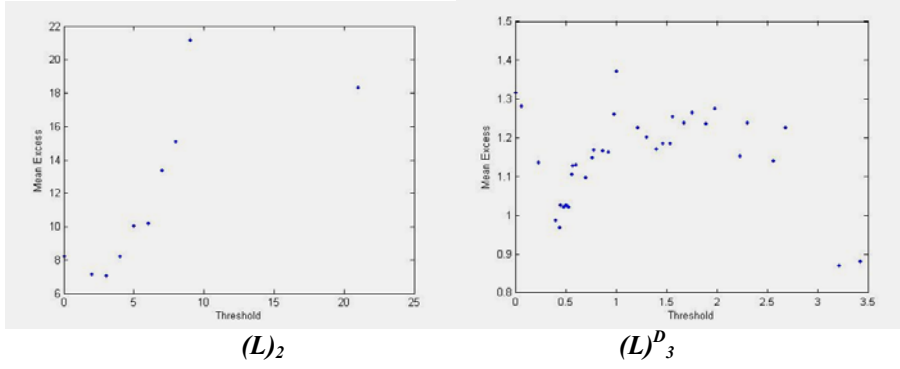 22
20
18
16
14
12
10
8
6
Mean Excess
0 5 10 15 20 25
Threshold
(L)2
1.5
1.4
1.3
1.2
1.1
1
0.9
0.8
Mean Excess
0 0.5 1 1.5 2 2.5 3 3.5
Threshold
(L)D3